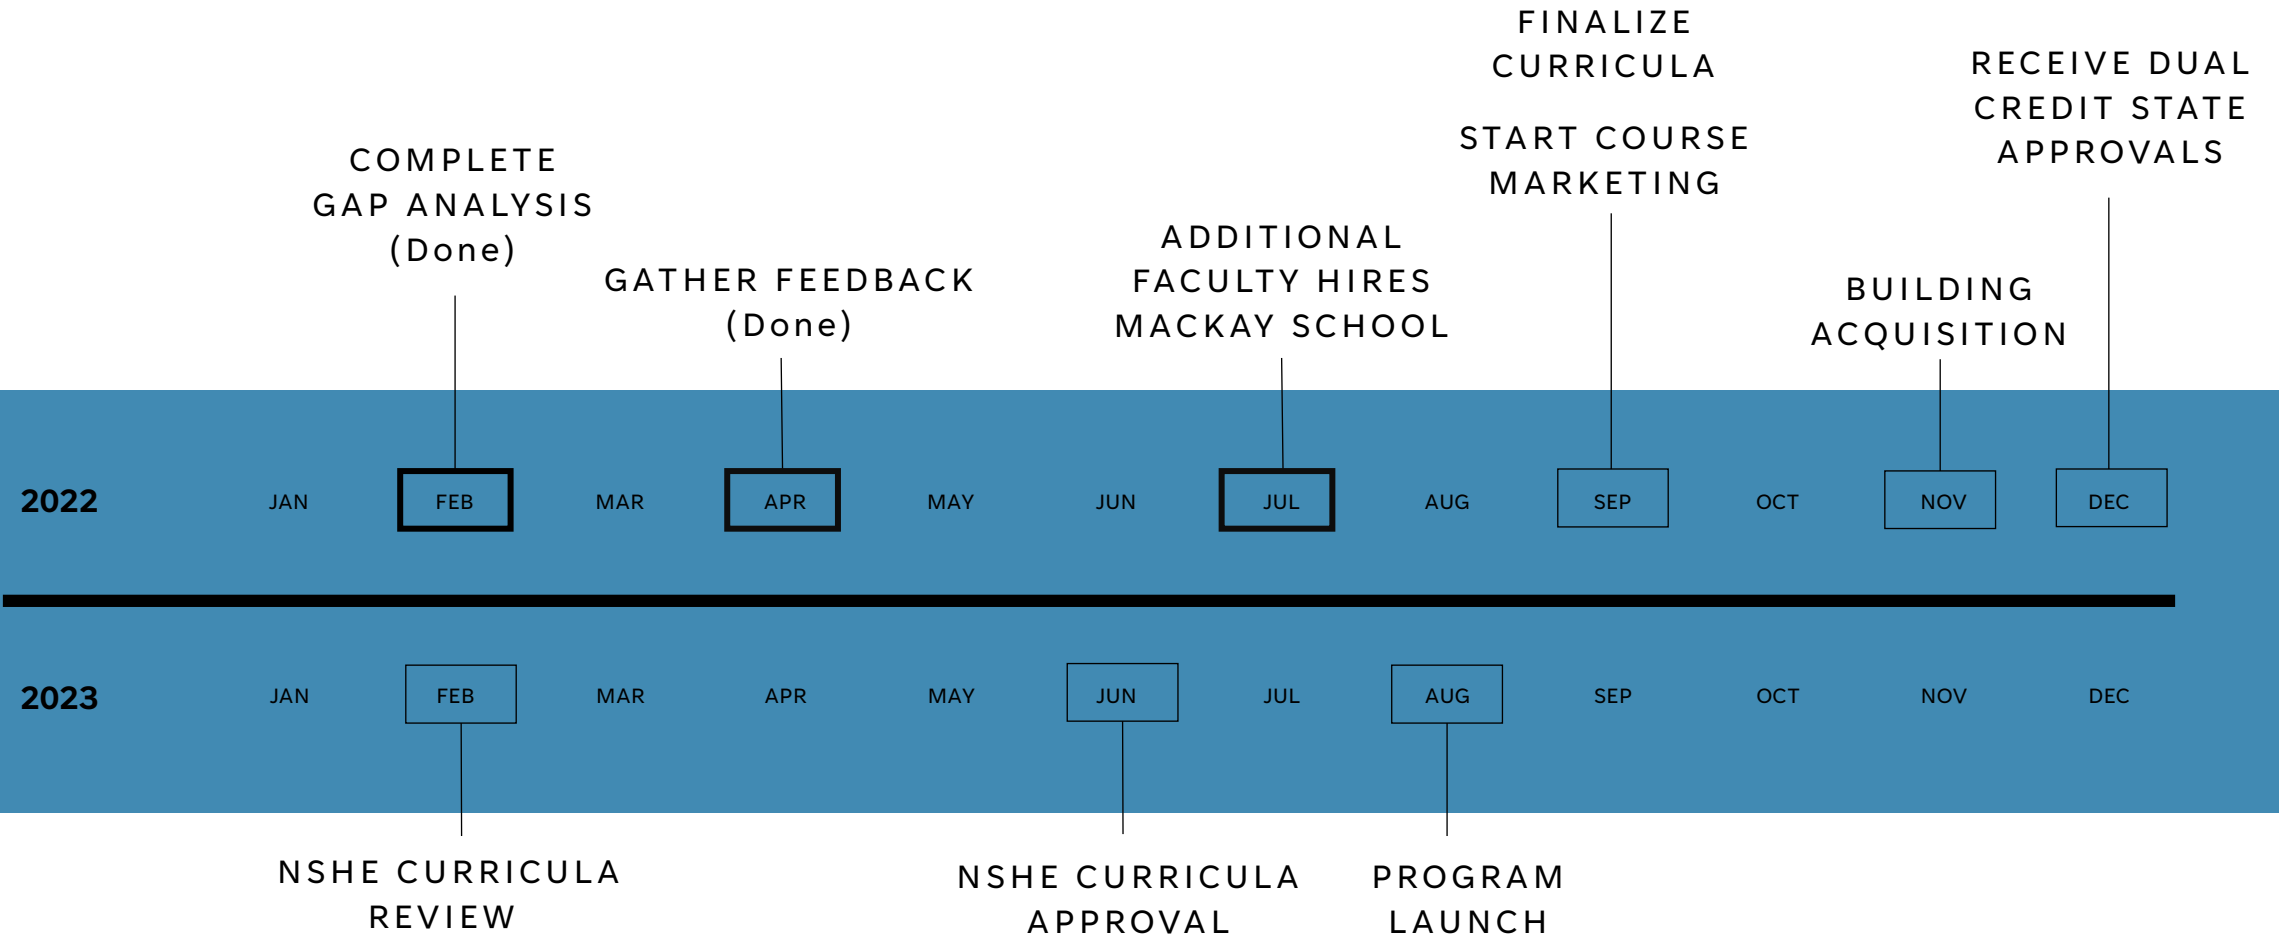 FINALIZE
CURRICULA
START COURSE
MARKETING
RECEIVE DUAL
CREDIT STATE
APPROVALS
COMPLETE
GAP ANALYSIS
(Done)
GATHER FEEDBACK
(Done)
ADDITIONAL
FACULTY HIRES
MACKAY SCHOOL
BUILDING
ACQUISITION
2022 JAN FEB MAR APR MAY JUN JUL AUG SEP OCT NOV DEC
2023 JAN FEB MAR APR MAY JUN JUL AUG SEP OCT NOV DEC
NSHE CURRICULA
REVIEW
NSHE CURRICULA
APPROVAL
PROGRAM
LAUNCH